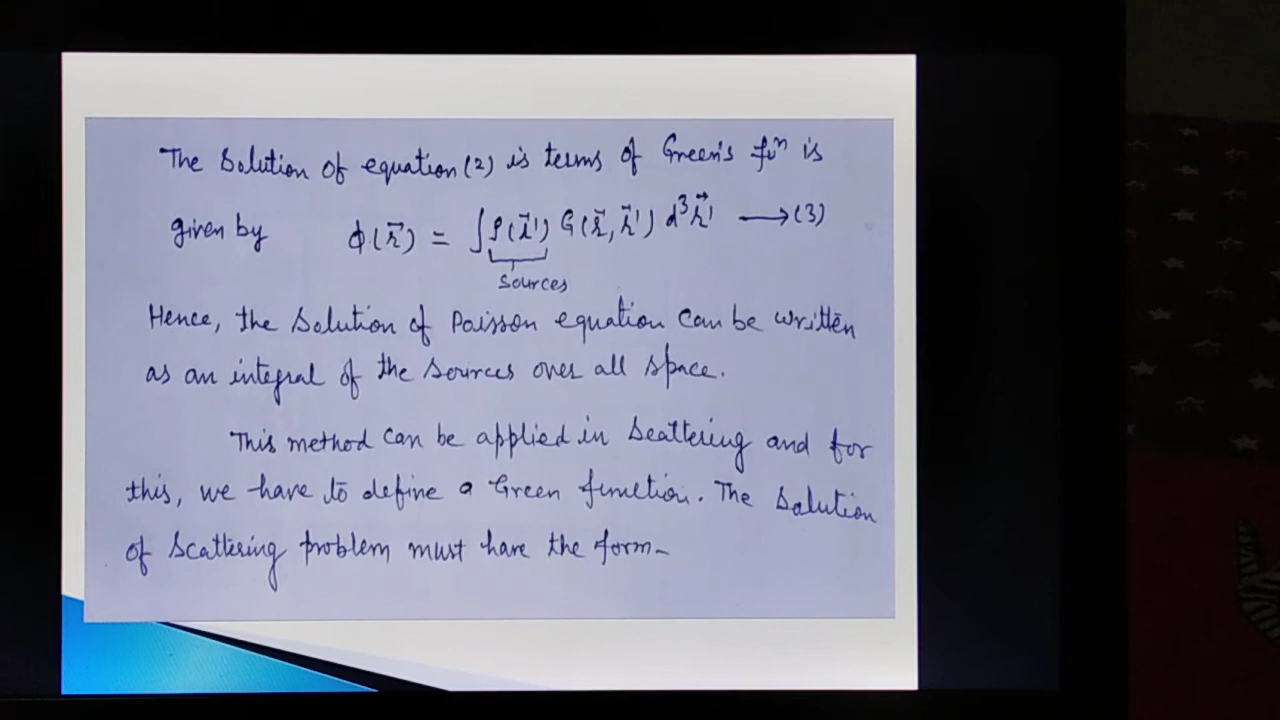 The Solution of equation (2) is terms of Green's fuⁿ is
given by ϕ(r⃗) = ∫ρ(r⃗') G(r⃗, r⃗') d³r⃗' ⟶(3)
Sources
Hence, the Solution of Poisson equation can be written
as an integral of the sources over all space.
This method can be applied in Scattering and for
this, we have to define a Green function. The Solution
of Scattering problem must have the form-